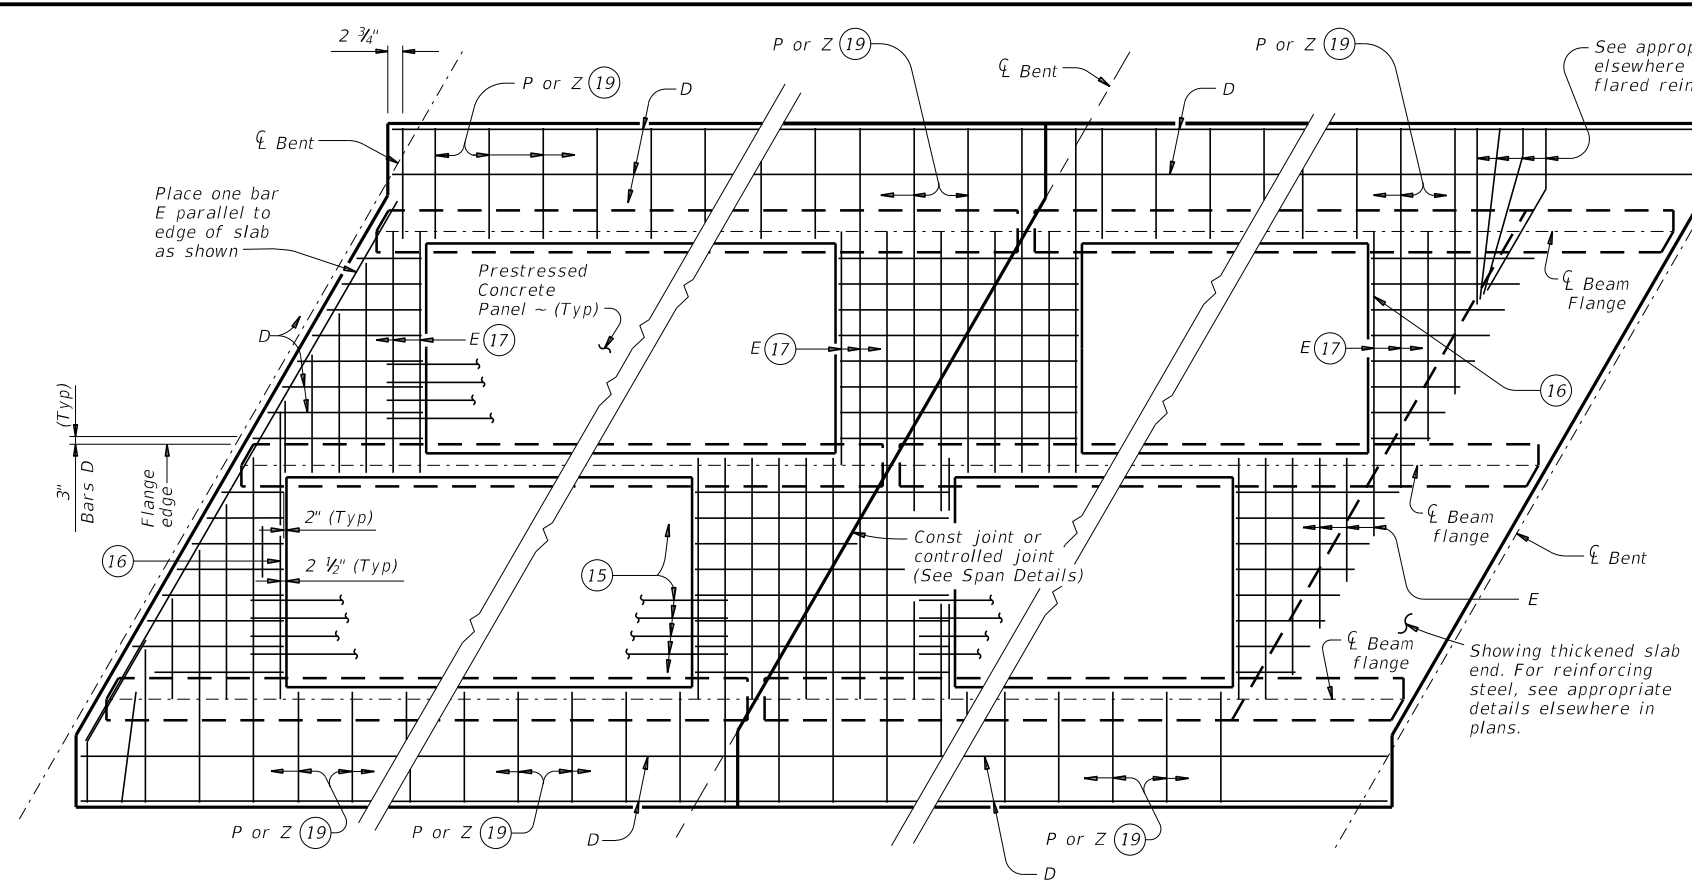 2 ¾"
P or Z 19
D
P or Z 19
℄ Bent
D
P or Z 19
See approp
elsewhere
flared rein
℄ Bent
Place one bar
E parallel to
edge of slab
as shown
Prestressed
Concrete
Panel ~ (Typ)
D
E 17
E 17
E 17
℄ Beam
Flange
16
(Typ)
3"
Bars D
Flange
edge
2" (Typ)
2 ½" (Typ)
16
15
Const joint or
controlled joint
(See Span Details)
℄ Beam
flange
℄ Bent
E
℄ Beam
flange
Showing thickened slab
end. For reinforcing
steel, see appropriate
details elsewhere in
plans.
P or Z 19
P or Z 19
D
P or Z 19
D